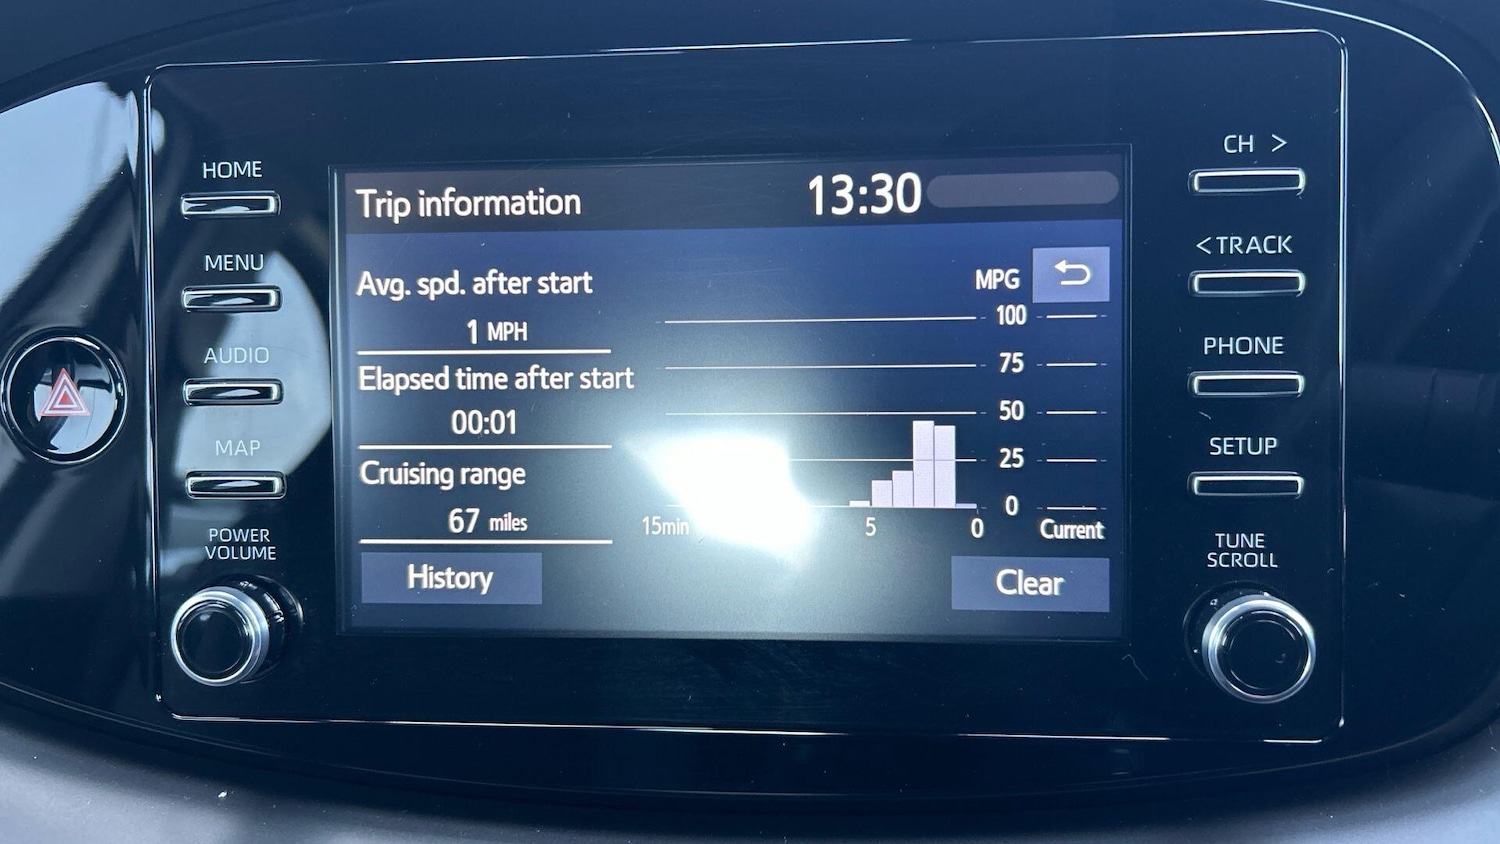 HOME
MENU
AUDIO
MAP
POWER
VOLUME
Trip information 13:30
Avg. spd. after start
1 MPH
Elapsed time after start
00:01
Cruising range
67 miles
History
MPG
100
75
50
25
0
15min 5 0 Current
Clear
CH >
< TRACK
PHONE
SETUP
TUNE
SCROLL